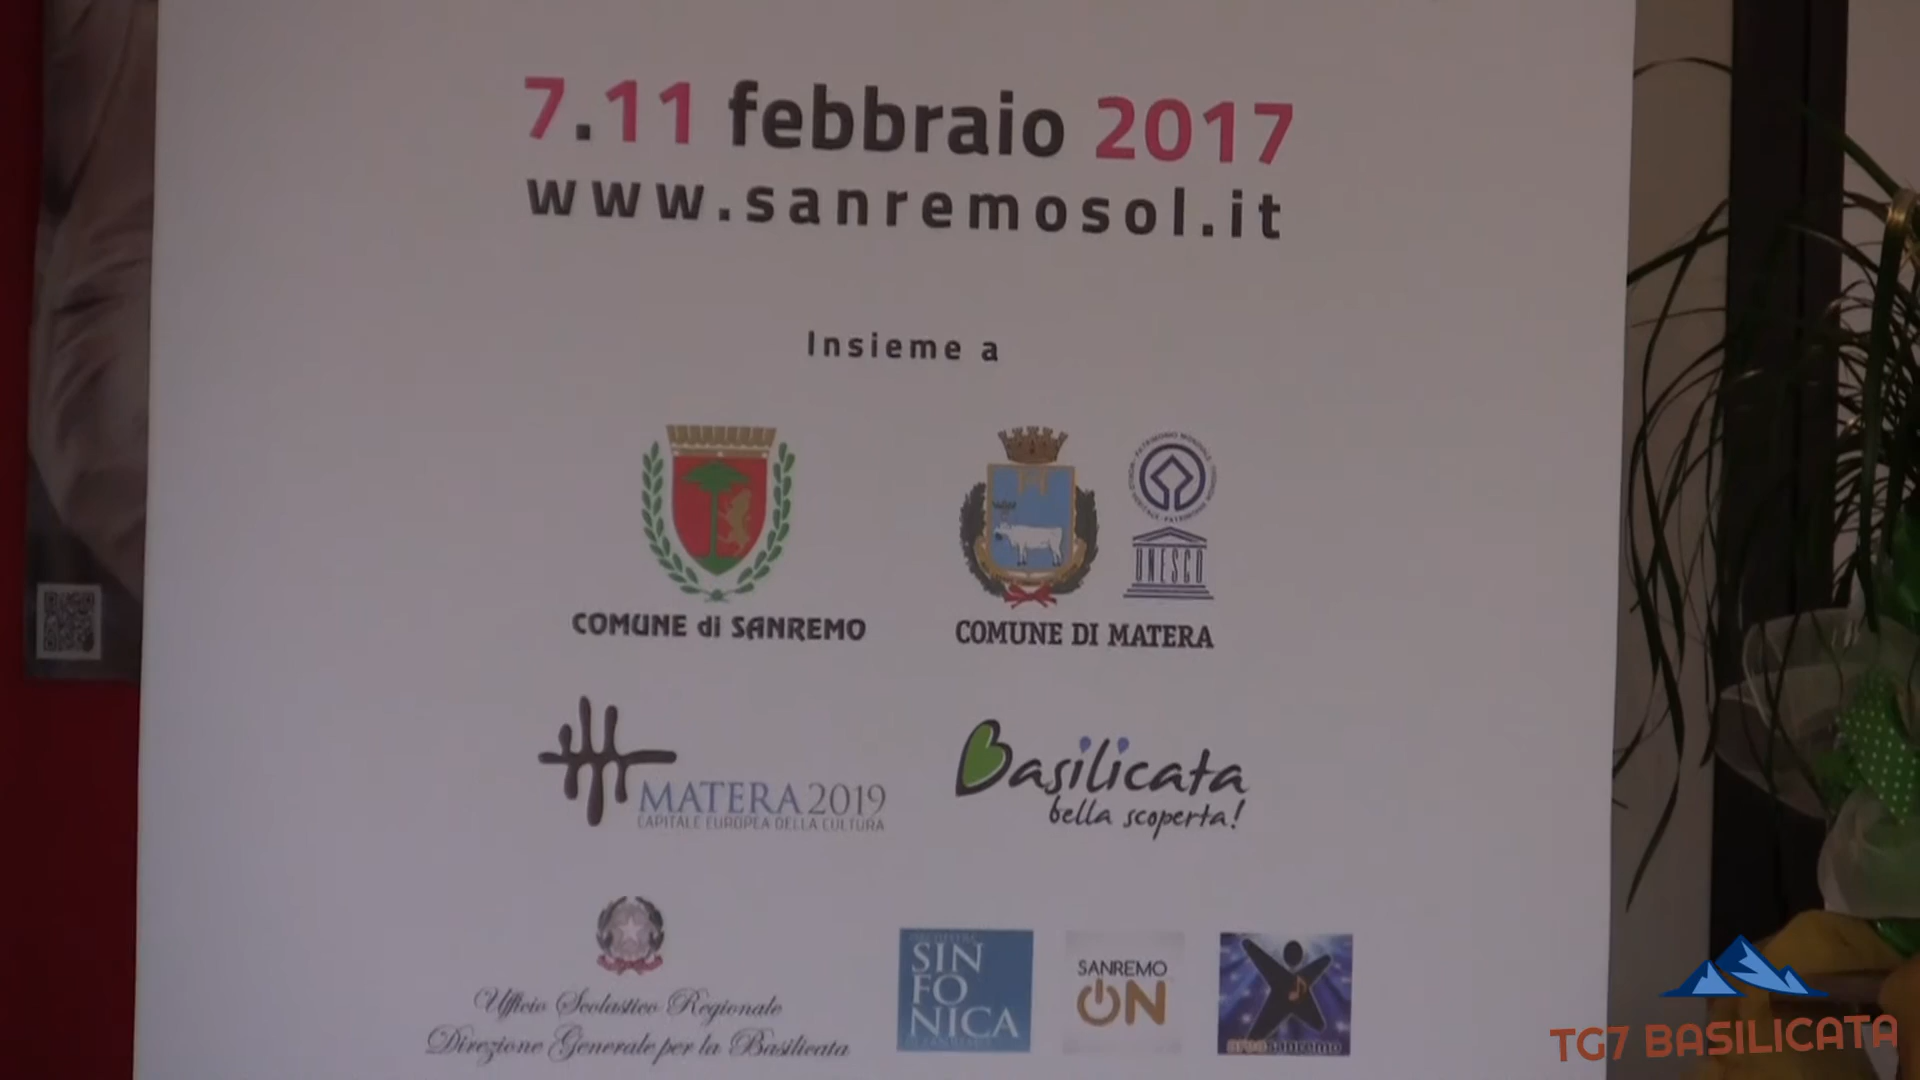 7.11 febbraio 2017
www.sanremosol.it
Insieme a
COMUNE di SANREMO
COMUNE DI MATERA
UNESCO
MATERA 2019
CAPITALE EUROPEA DELLA CULTURA
Basilicata
bella scoperta!
Ufficio Scolastico Regionale
Direzione Generale per la Basilicata
SIN
FO
NICA
SANREMO
ON
TG7 BASILICATA